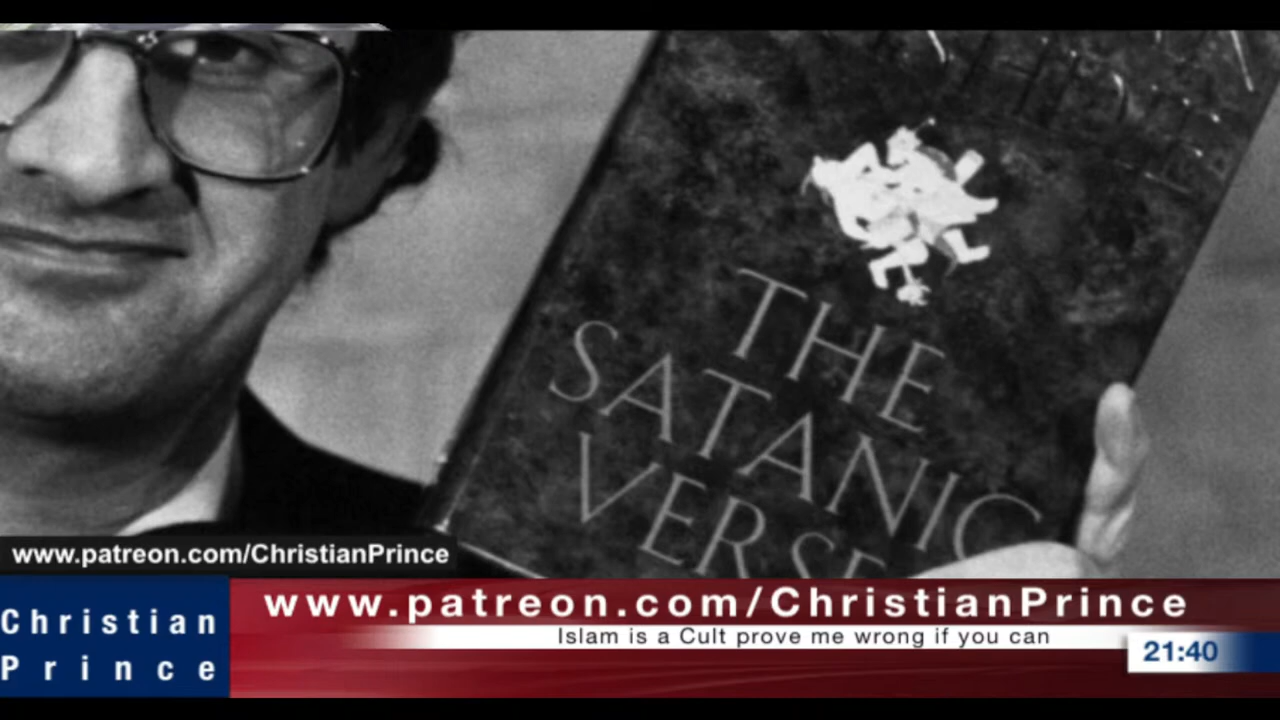 THE
SATANIC
VERSE
www.patreon.com/ChristianPrince
www.patreon.com/ChristianPrince
Christian
Prince
Islam is a Cult prove me wrong if you can
21:40